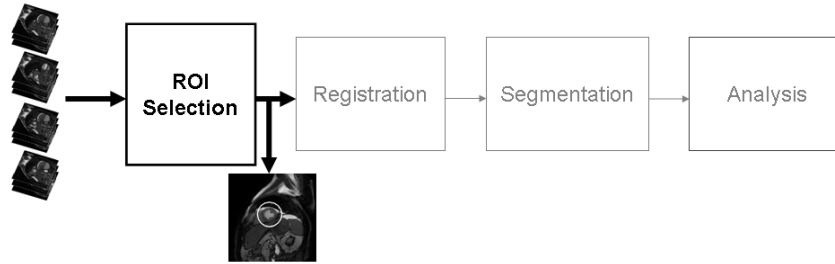 ROI
Selection
Registration
Segmentation
Analysis